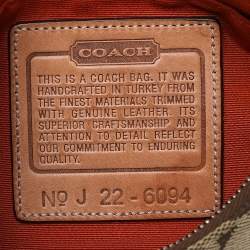 COACH
THIS IS A COACH BAG. IT WAS
HANDCRAFTED IN TURKEY FROM
THE FINEST MATERIALS TRIMMED
WITH GENUINE LEATHER. ITS
SUPERIOR CRAFTSMANSHIP AND
ATTENTION TO DETAIL REFLECT
OUR COMMITMENT TO ENDURING
QUALITY.
No J 22-6094